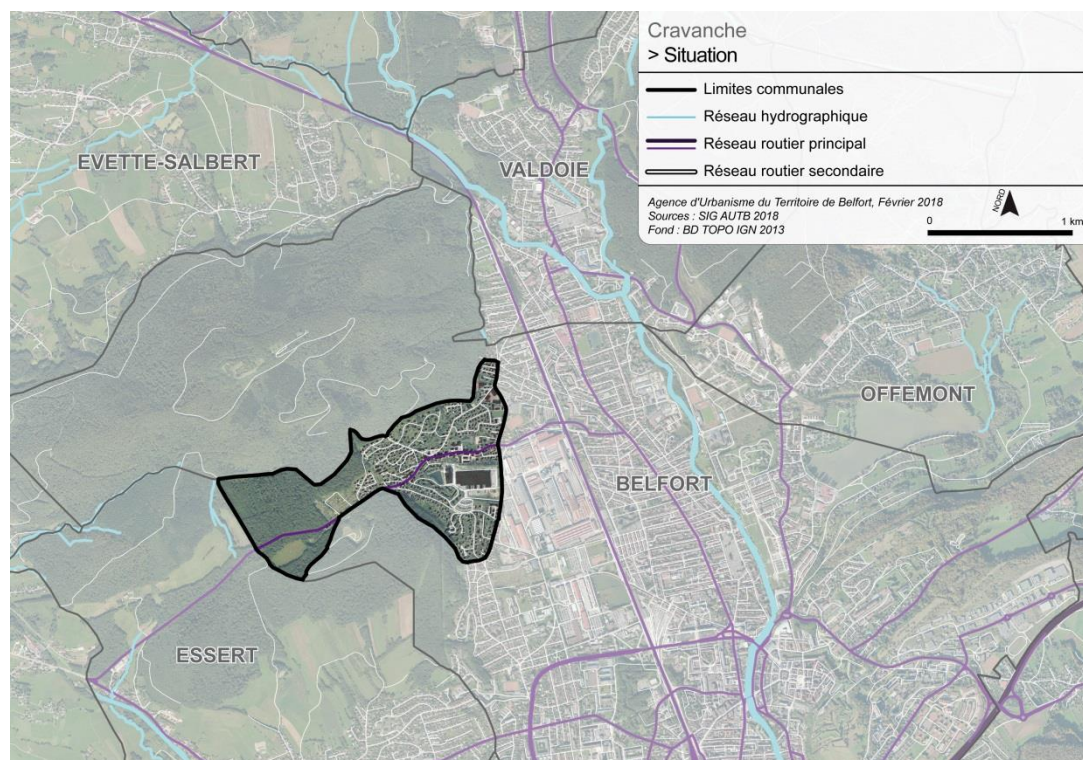 Cravanche
> Situation
Limites communales
Réseau hydrographique
Réseau routier principal
Réseau routier secondaire
Agence d'Urbanisme du Territoire de Belfort, Février 2018
Sources : SIG AUTB 2018
Fond : BD TOPO IGN 2013
NORD
0 1 km
EVETTE-SALBERT
VALDOIE
OFFEMONT
BELFORT
ESSERT